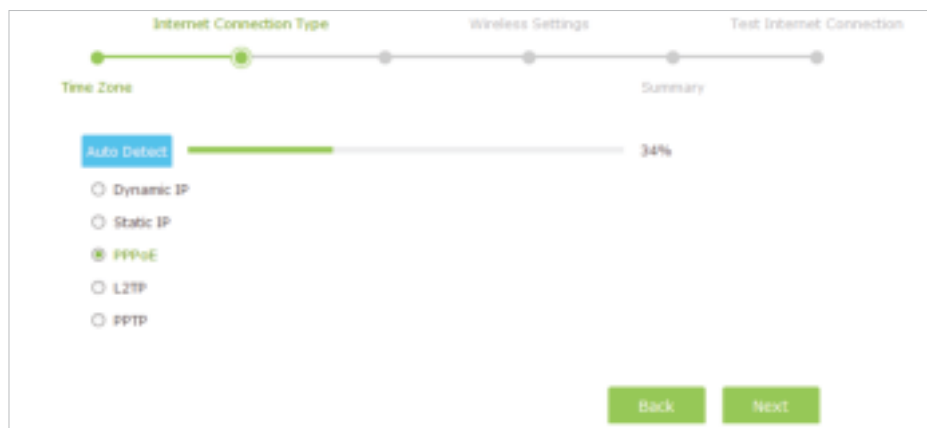 Internet Connection Type Wireless Settings Test Internet Connection
Time Zone Summary
Auto Detect 34%
Dynamic IP
Static IP
PPPoE
L2TP
PPTP
Back Next